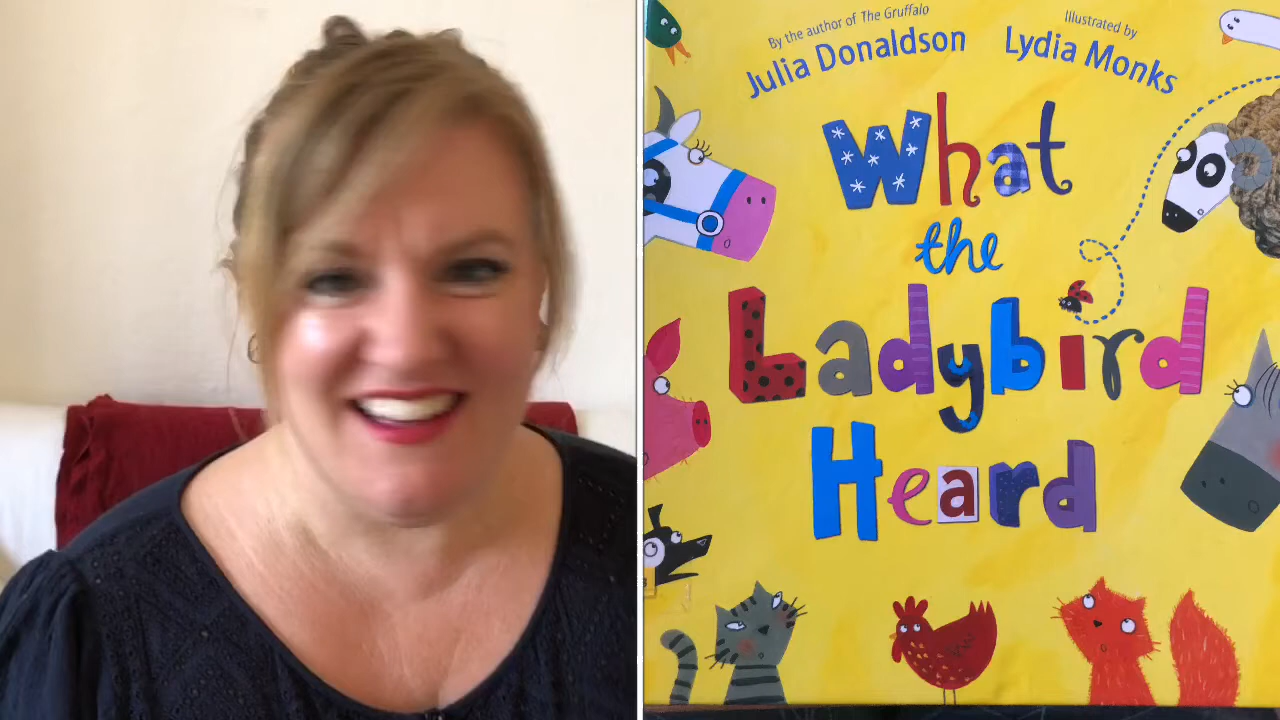 By the author of The Gruffalo
Julia Donaldson
Illustrated by
Lydia Monks
What
the
Ladybird
Heard